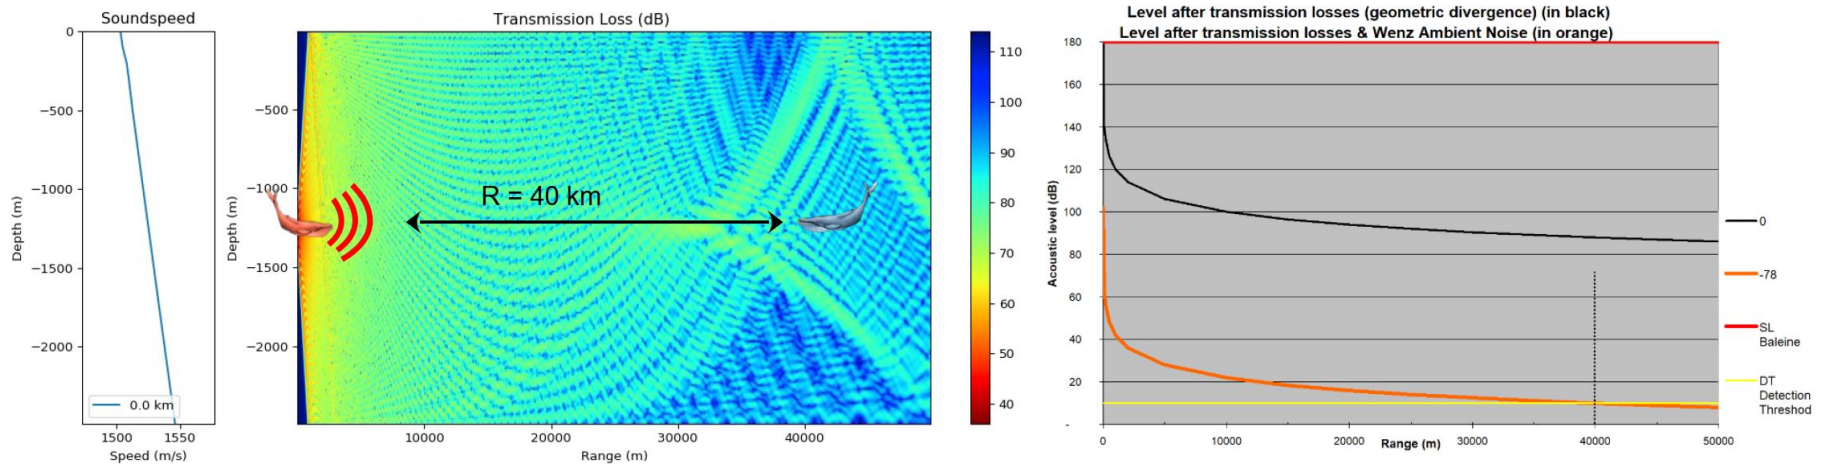 Soundspeed
0
−500
−1000
−1500
−2000
Depth (m)
0.0 km
1500
1550
Speed (m/s)
Transmission Loss (dB)
−500
−1000
−1500
−2000
Depth (m)
R = 40 km
10000
20000
30000
40000
Range (m)
110
100
90
80
70
60
50
40
Level after transmission losses (geometric divergence) (in black)
Level after transmission losses & Wenz Ambient Noise (in orange)
180
160
140
120
100
80
60
40
20
-
Acoustic level (dB)
0
10000
20000
30000
40000
50000
Range (m)
0
-78
SL
Baleine
DT
Detection
Threshod